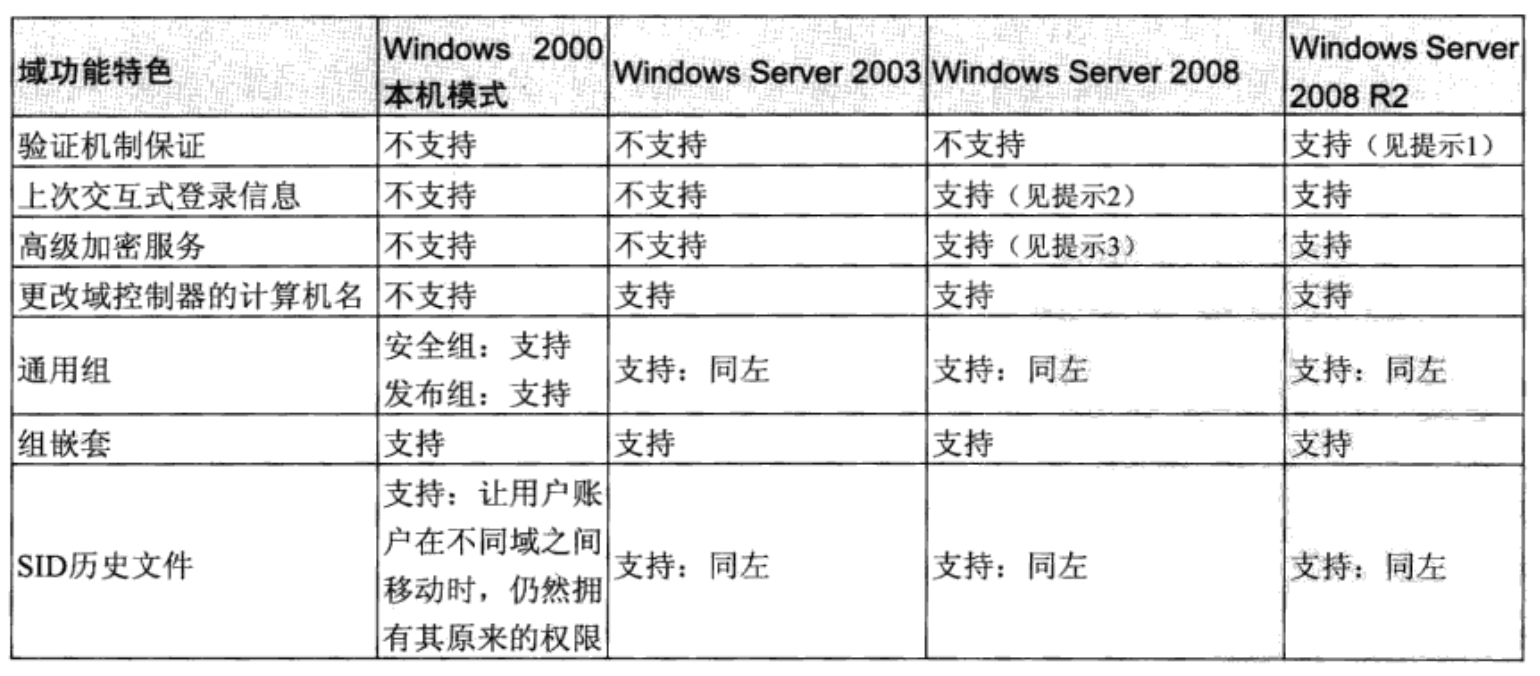 域功能特色 Windows 2000 本机模式 Windows Server 2003 Windows Server 2008 Windows Server 2008 R2
验证机制保证 不支持 不支持 不支持 支持（见提示1）
上次交互式登录信息 不支持 不支持 支持（见提示2） 支持
高级加密服务 不支持 不支持 支持（见提示3） 支持
更改域控制器的计算机名 不支持 支持 支持 支持
通用组 安全组：支持 发布组：支持 支持：同左 支持：同左 支持：同左
组嵌套 支持 支持 支持 支持
SID历史文件 支持：让用户账户在不同域之间移动时，仍然拥有其原来的权限 支持：同左 支持：同左 支持：同左